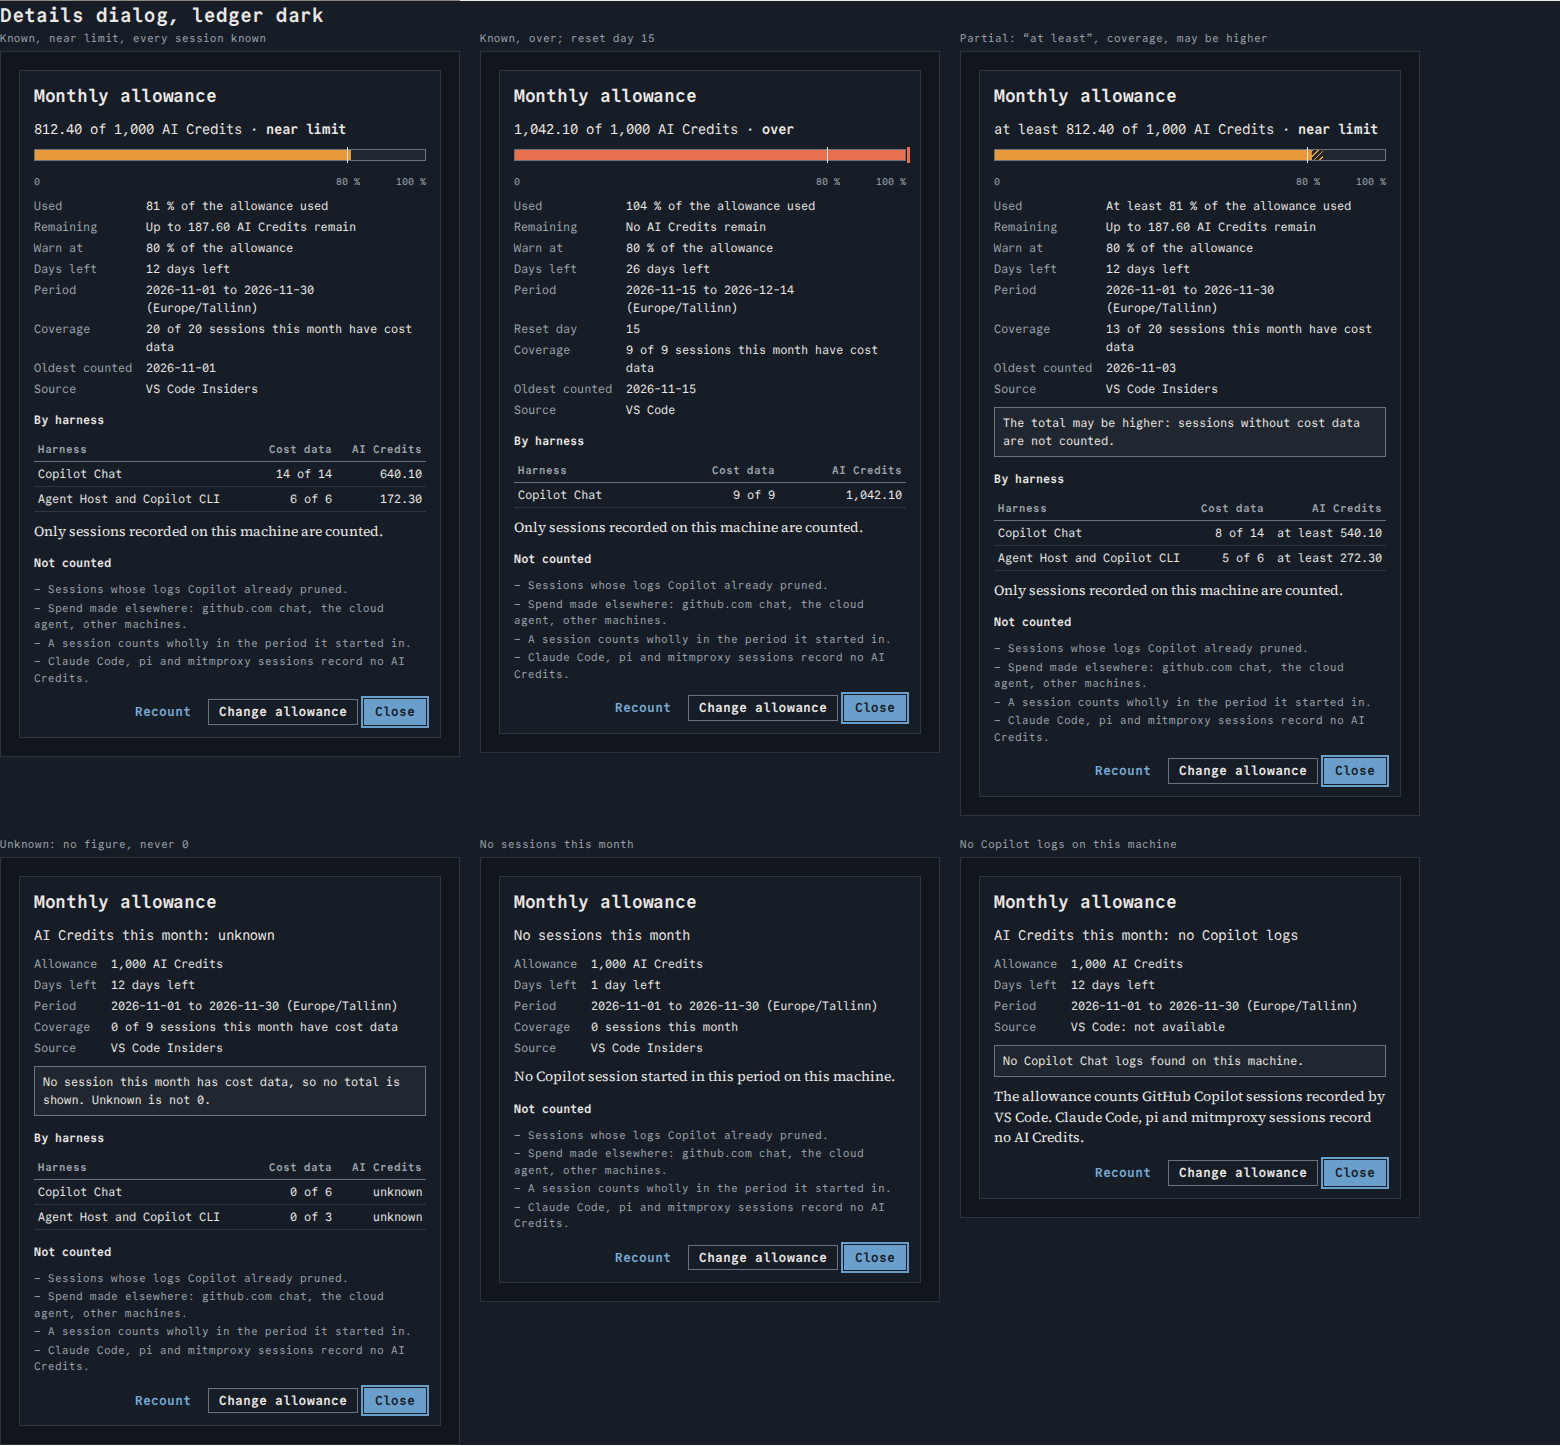 Details dialog, ledger dark
Known, near limit, every session known
Monthly allowance
812.40 of 1,000 AI Credits · near limit
0 80 % 100 %
Used 81 % of the allowance used
Remaining Up to 187.60 AI Credits remain
Warn at 80 % of the allowance
Days left 12 days left
Period 2026-11-01 to 2026-11-30
(Europe/Tallinn)
Coverage 20 of 20 sessions this month have cost
data
Oldest counted 2026-11-01
Source VS Code Insiders
By harness
Harness Cost data AI Credits
Copilot Chat 14 of 14 640.10
Agent Host and Copilot CLI 6 of 6 172.30
Only sessions recorded on this machine are counted.
Not counted
– Sessions whose logs Copilot already pruned.
– Spend made elsewhere: github.com chat, the cloud
agent, other machines.
– A session counts wholly in the period it started in.
– Claude Code, pi and mitmproxy sessions record no AI
Credits.
Recount Change allowance Close
Known, over; reset day 15
Monthly allowance
1,042.10 of 1,000 AI Credits · over
0 80 % 100 %
Used 104 % of the allowance used
Remaining No AI Credits remain
Warn at 80 % of the allowance
Days left 26 days left
Period 2026-11-15 to 2026-12-14
(Europe/Tallinn)
Reset day 15
Coverage 9 of 9 sessions this month have cost
data
Oldest counted 2026-11-15
Source VS Code
By harness
Harness Cost data AI Credits
Copilot Chat 9 of 9 1,042.10
Only sessions recorded on this machine are counted.
Not counted
– Sessions whose logs Copilot already pruned.
– Spend made elsewhere: github.com chat, the cloud
agent, other machines.
– A session counts wholly in the period it started in.
– Claude Code, pi and mitmproxy sessions record no AI
Credits.
Recount Change allowance Close
Partial: “at least”, coverage, may be higher
Monthly allowance
at least 812.40 of 1,000 AI Credits · near limit
0 80 % 100 %
Used At least 81 % of the allowance used
Remaining Up to 187.60 AI Credits remain
Warn at 80 % of the allowance
Days left 12 days left
Period 2026-11-01 to 2026-11-30
(Europe/Tallinn)
Coverage 13 of 20 sessions this month have cost
data
Oldest counted 2026-11-03
Source VS Code Insiders
The total may be higher: sessions without cost data
are not counted.
By harness
Harness Cost data AI Credits
Copilot Chat 8 of 14 at least 540.10
Agent Host and Copilot CLI 5 of 6 at least 272.30
Only sessions recorded on this machine are counted.
Not counted
– Sessions whose logs Copilot already pruned.
– Spend made elsewhere: github.com chat, the cloud
agent, other machines.
– A session counts wholly in the period it started in.
– Claude Code, pi and mitmproxy sessions record no AI
Credits.
Recount Change allowance Close
Unknown: no figure, never 0
Monthly allowance
AI Credits this month: unknown
Allowance 1,000 AI Credits
Days left 12 days left
Period 2026-11-01 to 2026-11-30 (Europe/Tallinn)
Coverage 0 of 9 sessions this month have cost data
Source VS Code Insiders
No session this month has cost data, so no total is
shown. Unknown is not 0.
By harness
Harness Cost data AI Credits
Copilot Chat 0 of 6 unknown
Agent Host and Copilot CLI 0 of 3 unknown
Not counted
– Sessions whose logs Copilot already pruned.
– Spend made elsewhere: github.com chat, the cloud
agent, other machines.
– A session counts wholly in the period it started in.
– Claude Code, pi and mitmproxy sessions record no AI
Credits.
Recount Change allowance Close
No sessions this month
Monthly allowance
No sessions this month
Allowance 1,000 AI Credits
Days left 1 day left
Period 2026-11-01 to 2026-11-30 (Europe/Tallinn)
Coverage 0 sessions this month
Source VS Code Insiders
No Copilot session started in this period on this machine.
Not counted
– Sessions whose logs Copilot already pruned.
– Spend made elsewhere: github.com chat, the cloud
agent, other machines.
– A session counts wholly in the period it started in.
– Claude Code, pi and mitmproxy sessions record no AI
Credits.
Recount Change allowance Close
No Copilot logs on this machine
Monthly allowance
AI Credits this month: no Copilot logs
Allowance 1,000 AI Credits
Days left 12 days left
Period 2026-11-01 to 2026-11-30 (Europe/Tallinn)
Source VS Code: not available
No Copilot Chat logs found on this machine.
The allowance counts GitHub Copilot sessions recorded by
VS Code. Claude Code, pi and mitmproxy sessions record
no AI Credits.
Recount Change allowance Close